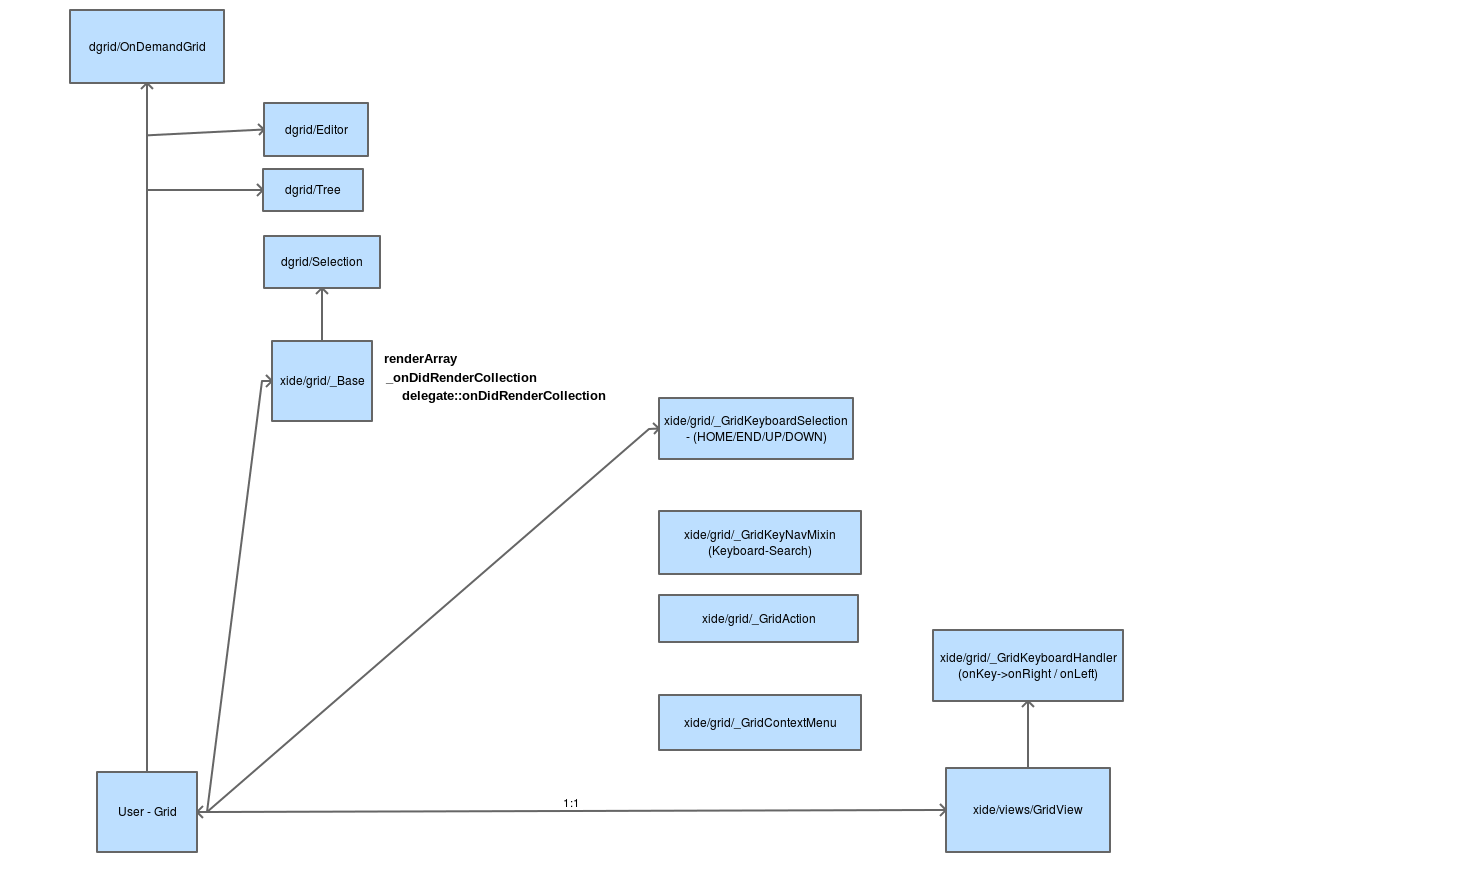 dgrid/OnDemandGrid
dgrid/Editor
dgrid/Tree
dgrid/Selection
xide/grid/_Base
renderArray
_onDidRenderCollection
delegate::onDidRenderCollection
xide/grid/_GridKeyboardSelection
- (HOME/END/UP/DOWN)
xide/grid/_GridKeyNavMixin
(Keyboard-Search)
xide/grid/_GridAction
xide/grid/_GridKeyboardHandler
(onKey->onRight / onLeft)
xide/grid/_GridContextMenu
User - Grid
1:1
xide/views/GridView